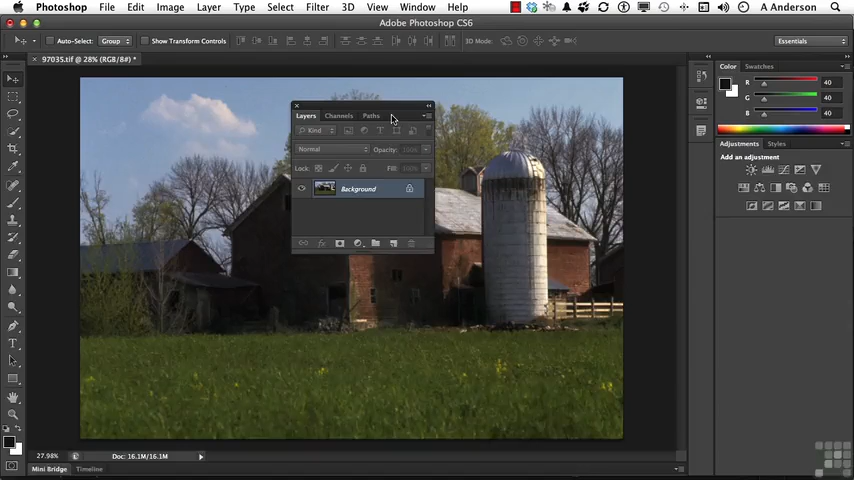 Photoshop File Edit Image Layer Type Select Filter 3D View Window Help A Anderson
Adobe Photoshop CS6
Auto-Select: Group Show Transform Controls 3D Mode: Essentials
97035.tif @ 28% (RGB/8#) *
Layers Channels Paths
Kind
Normal Opacity: 100%
Lock: Fill: 100%
Background
Color Swatches
R 40
G 40
B 40
Adjustments Styles
Add an adjustment
27.98% Doc: 16.1M/16.1M
Mini Bridge Timeline